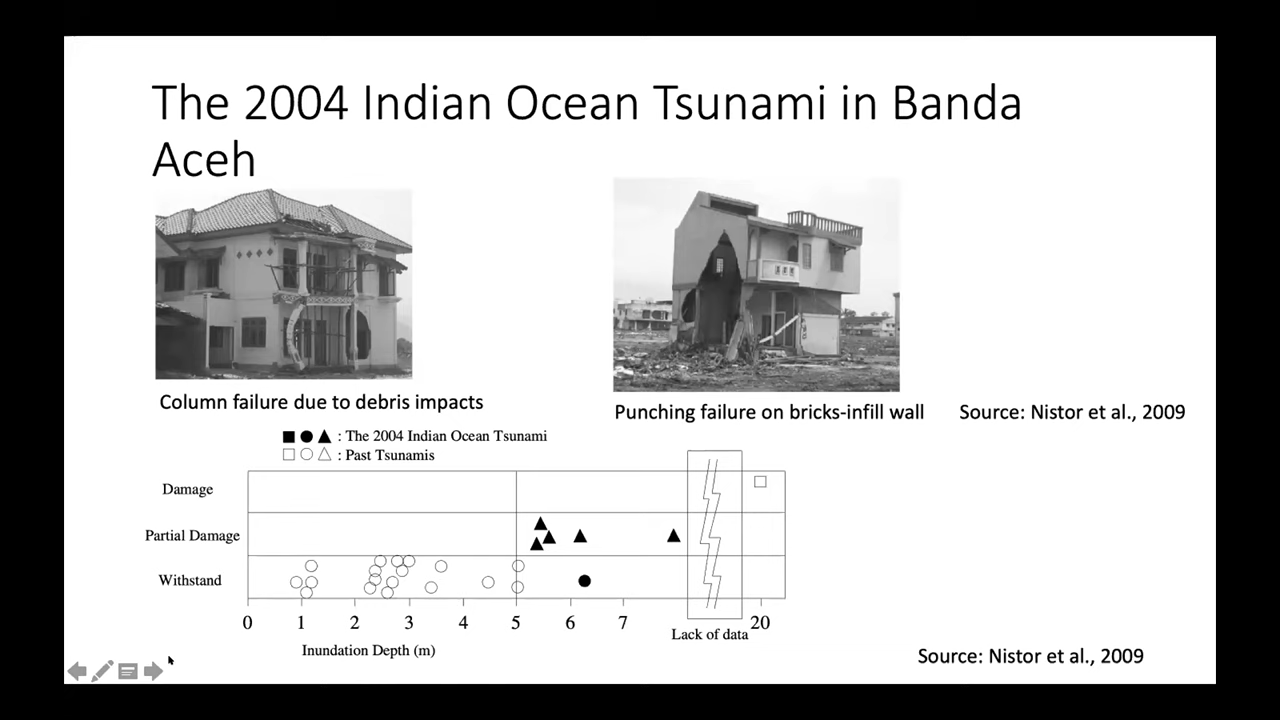 The 2004 Indian Ocean Tsunami in Banda
Aceh
Column failure due to debris impacts
Punching failure on bricks-infill wall
Source: Nistor et al., 2009
: The 2004 Indian Ocean Tsunami
: Past Tsunamis
Damage
Partial Damage
Withstand
0 1 2 3 4 5 6 7 20
Lack of data
Inundation Depth (m)
Source: Nistor et al., 2009